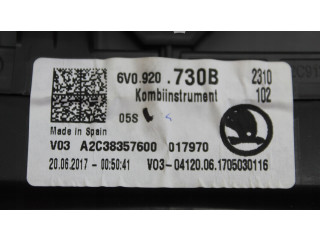 6V0.920 .730B 2310
Kombiinstrument 102
05S
Made in Spain
V03 A2C38357600 017970
20.06.2017 - 00:50:41 V03-04120.06.1705030116